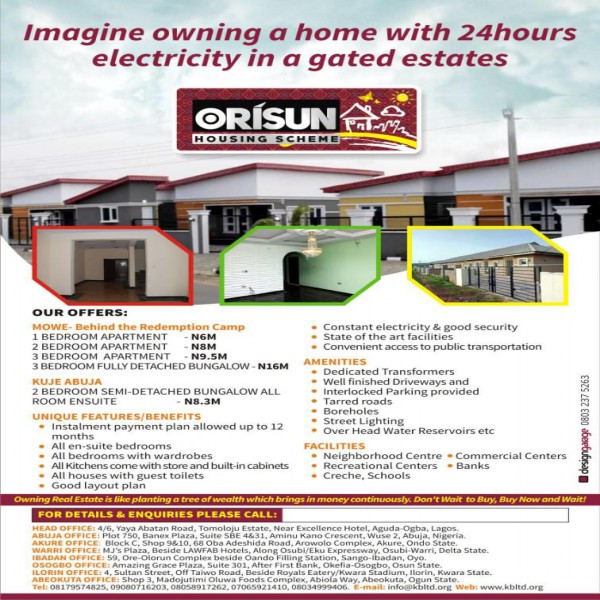 Imagine owning a home with 24hours
electricity in a gated estates
ORÍSUN
HOUSING SCHEME
OUR OFFERS:
MOWE- Behind the Redemption Camp
1 BEDROOM APARTMENT - N6M
2 BEDROOM APARTMENT - N8M
3 BEDROOM APARTMENT - N9.5M
3 BEDROOM FULLY DETACHED BUNGALOW - N16M
KUJE ABUJA
2 BEDROOM SEMI-DETACHED BUNGALOW ALL
ROOM ENSUITE - N8.3M
UNIQUE FEATURES/BENEFITS
• Instalment payment plan allowed up to 12
months
• All en-suite bedrooms
• All bedrooms with wardrobes
• All Kitchens come with store and built-in cabinets
• All houses with guest toilets
• Good layout plan
• Constant electricity & good security
• State of the art facilities
• Convenient access to public transportation
AMENITIES
• Dedicated Transformers
• Well finished Driveways and
• Interlocked Parking provided
• Tarred roads
• Boreholes
• Street Lighting
• Over Head Water Reservoirs etc
FACILITIES
• Neighborhood Centre • Commercial Centers
• Recreational Centers • Banks
• Creche, Schools
designgarage 0803 237 5263
Owning Real Estate is like planting a tree of wealth which brings in money continuously. Don't Wait to Buy, Buy Now and Wait!
FOR DETAILS & ENQUIRIES PLEASE CALL:
HEAD OFFICE: 4/6, Yaya Abatan Road, Tomoloju Estate, Near Excellence Hotel, Aguda-Ogba, Lagos.
ABUJA OFFICE: Plot 750, Banex Plaza, Suite SBE 4&31, Aminu Kano Crescent, Wuse 2, Abuja, Nigeria.
AKURE OFFICE: Block C, Shop 9&10, 68 Oba Adeshida Road, Arowolo Complex, Akure, Ondo State.
WARRI OFFICE: MJ's Plaza, Beside LAWFAB Hotels, Along Osubi/Eku Expressway, Osubi-Warri, Delta State.
IBADAN OFFICE: 59, Ore-Olorun Complex beside Oando Filling Station, Sango-Ibadan, Oyo.
OSOGBO OFFICE: Amazing Grace Plaza, Suite 301, After First Bank, Okefia-Osogbo, Osun State.
ILORIN OFFICE: 4, Sultan Street, Off Taiwo Road, Beside Royals Eatery/Kwara Stadium, Ilorin, Kwara State.
ABEOKUTA OFFICE: Shop 3, Madojutimi Oluwa Foods Complex, Abiola Way, Abeokuta, Ogun State.
Tel: 08179574825, 09080716203, 08058917262, 07065921410, 08034999406. E-mail: info@kbltd.org Web: www.kbltd.org